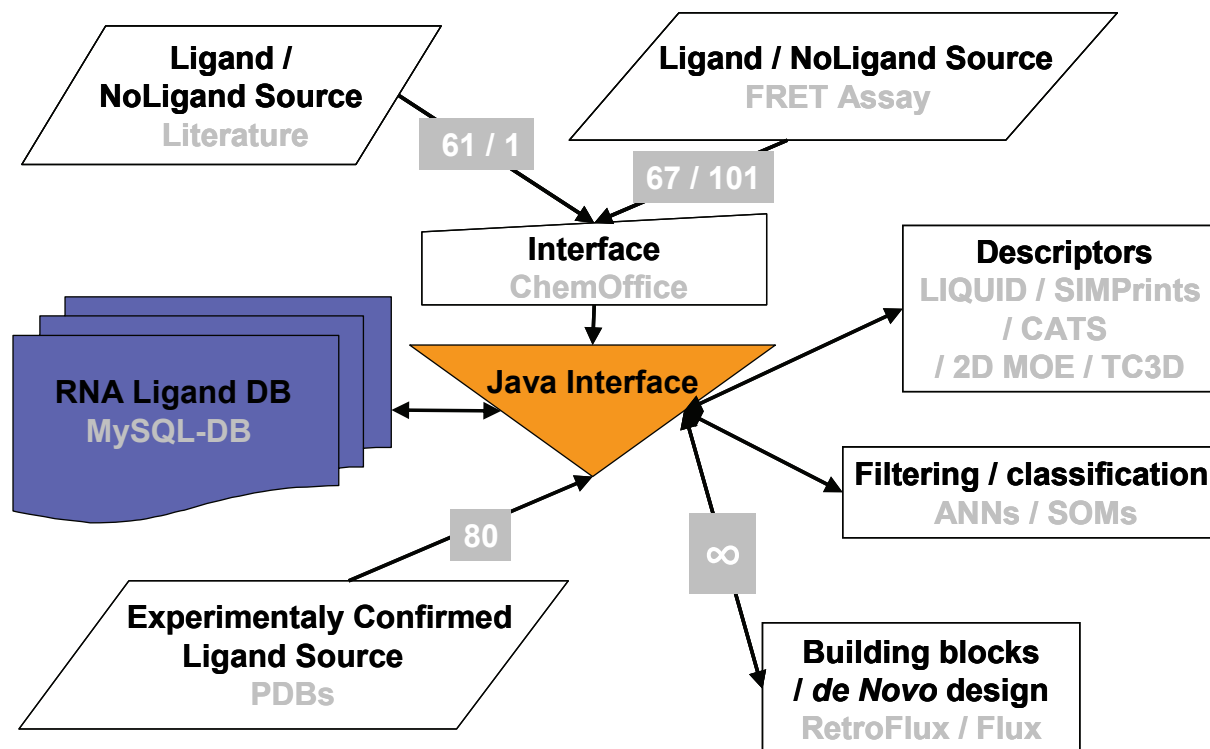 Ligand /
NoLigand Source
Literature
Ligand / NoLigand Source
FRET Assay
61 / 1
67 / 101
Interface
ChemOffice
Descriptors
LIQUID / SIMPrints
/ CATS
/ 2D MOE / TC3D
Java Interface
RNA Ligand DB
MySQL-DB
Filtering / classification
ANNs / SOMs
80
∞
Experimentaly Confirmed
Ligand Source
PDBs
Building blocks
/ de Novo design
RetroFlux / Flux